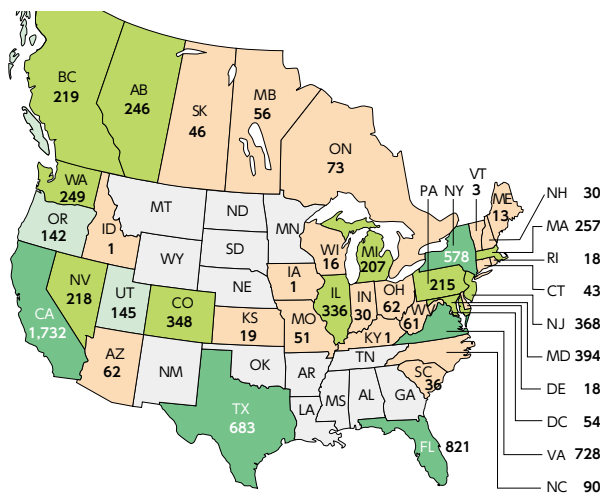 BC
219
AB
246
SK
46
MB
56
ON
73
WA
249
OR
142
ID
1
MT
ND
MN
SD
WY
NE
IA
1
WI
16
MI
207
PA
NY
578
VT
3
ME
13
NH 30
MA 257
RI 18
CT 43
NJ 368
MD 394
DE 18
DC 54
VA 728
NC 90
CA
1,732
NV
218
UT
145
CO
348
KS
19
MO
51
IL
336
IN
30
OH
62
215
WV
61
KY 1
AZ
62
NM
OK
AR
TN
SC
36
TX
683
LA
MS
AL
GA
FL 821